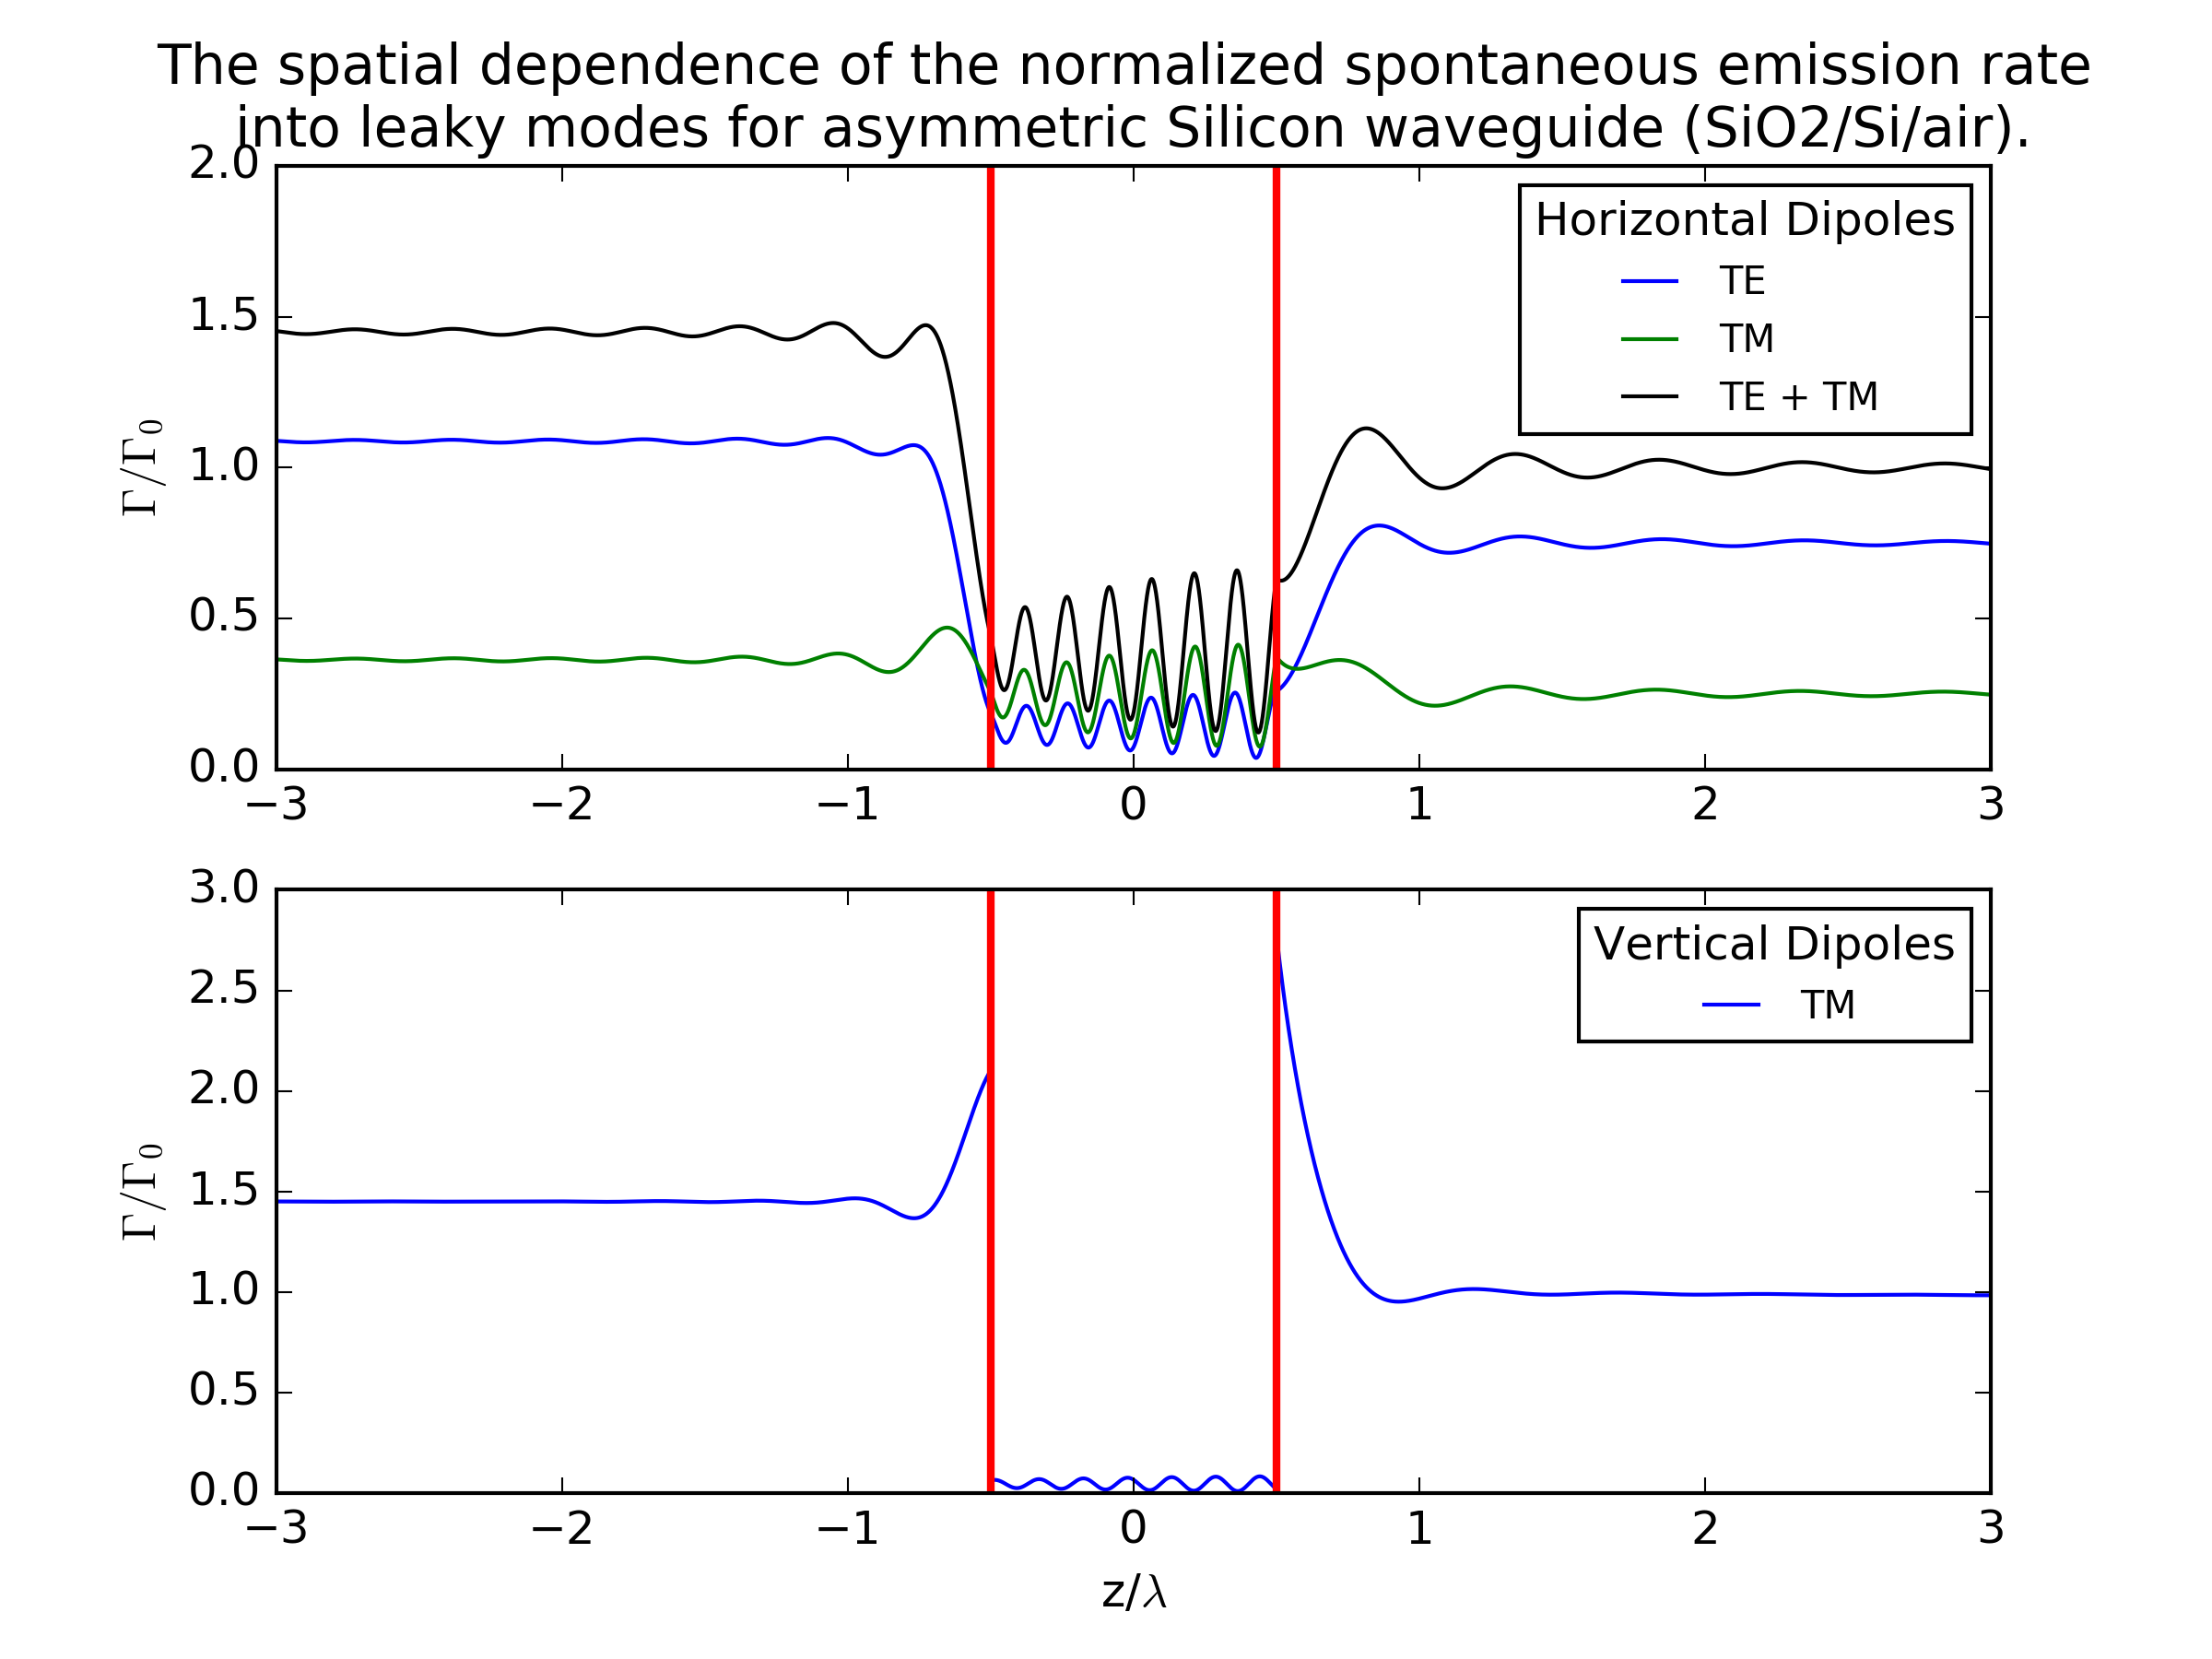 The spatial dependence of the normalized spontaneous emission rate
into leaky modes for asymmetric Silicon waveguide (SiO2/Si/air).
2.0
1.5
1.0
0.5
0.0
Γ/Γ₀
Horizontal Dipoles
TE
TM
TE + TM
−3 −2 −1 0 1 2 3
3.0
2.5
2.0
1.5
1.0
0.5
0.0
Γ/Γ₀
Vertical Dipoles
TM
−3 −2 −1 0 1 2 3
z/λ